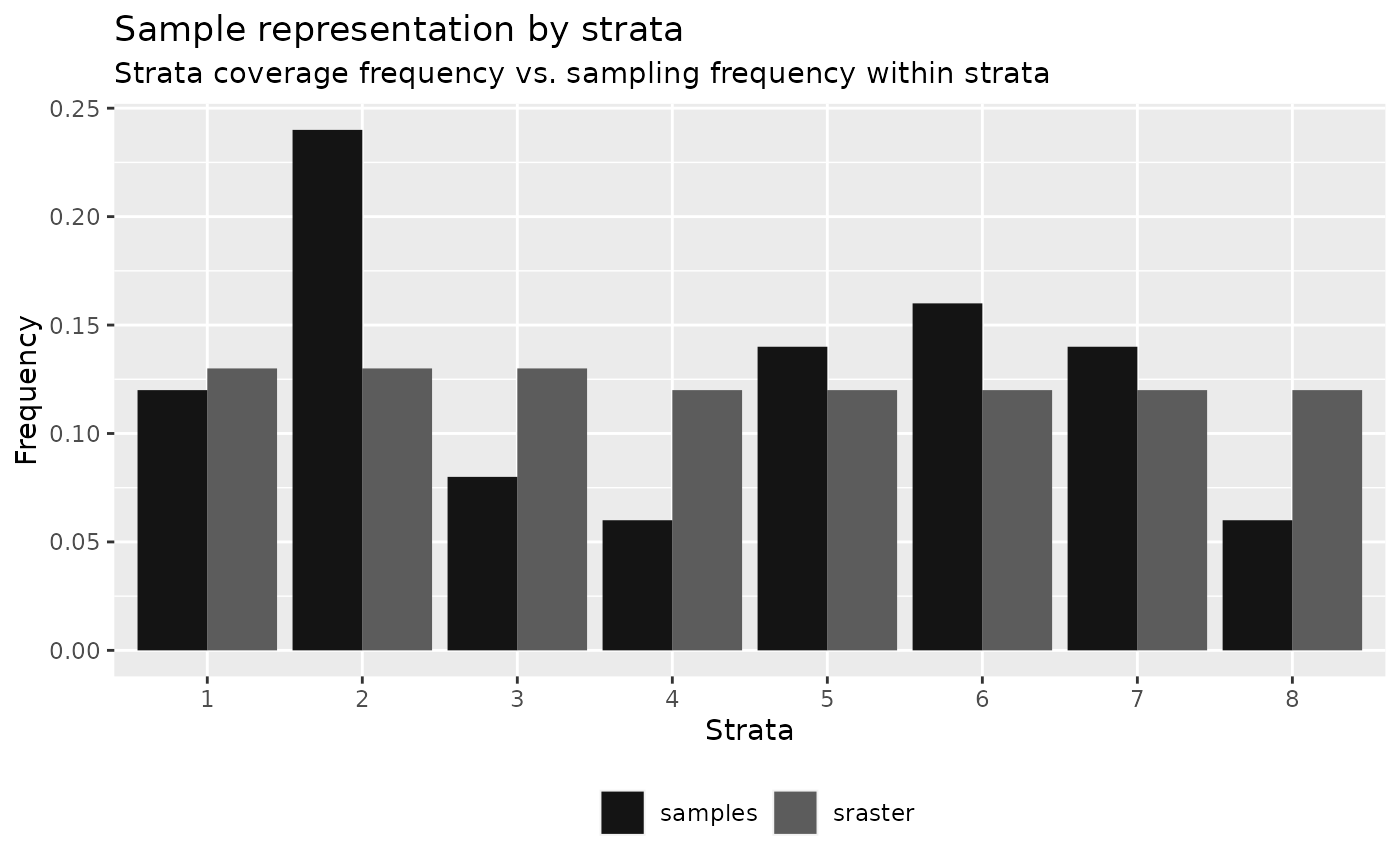 Sample representation by strata
Strata coverage frequency vs. sampling frequency within strata
0.25
0.20
0.15
0.10
0.05
0.00
Frequency
1 2 3 4 5 6 7 8
Strata
samples sraster